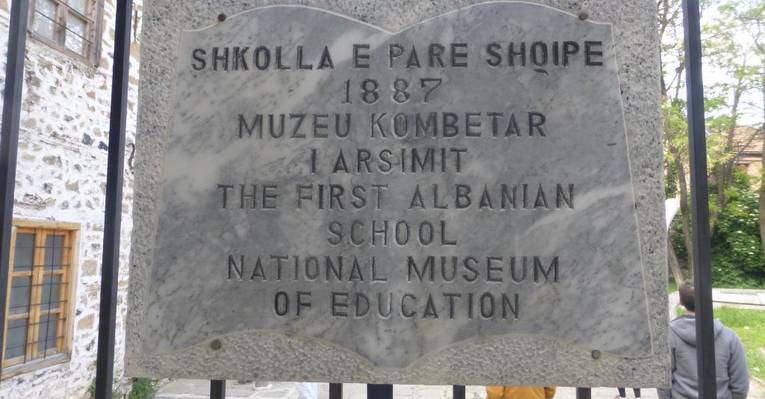 SHKOLLA E PARE SHQIPE
1887
MUZEU KOMBETAR
I ARSIMIT
THE FIRST ALBANIAN
SCHOOL
NATIONAL MUSEUM
OF EDUCATION